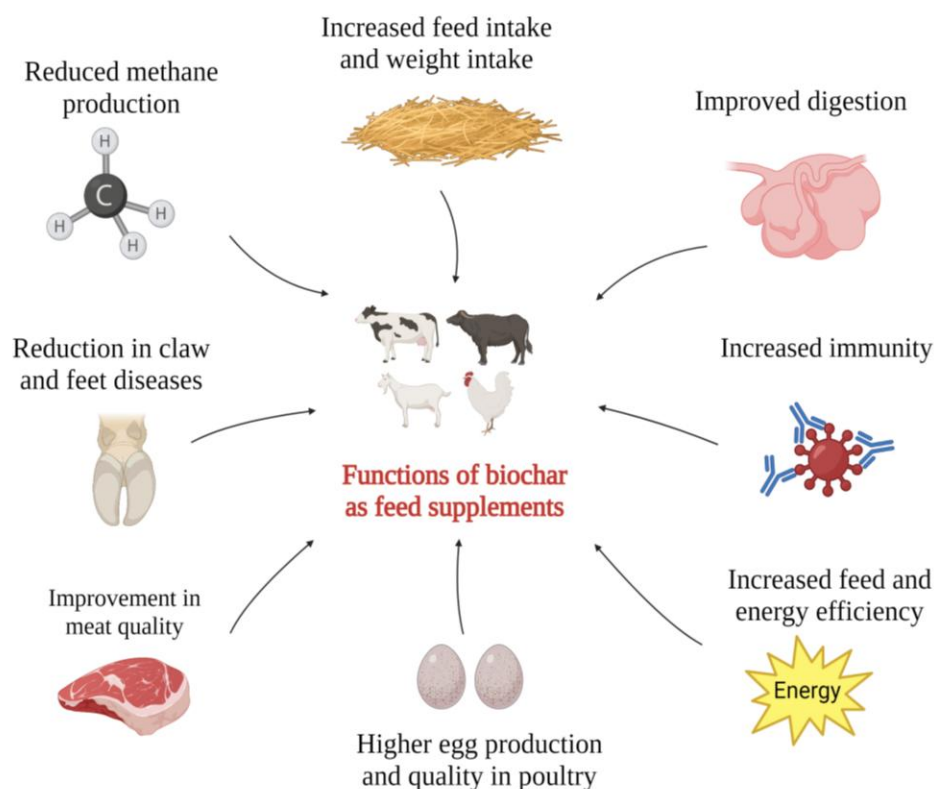 Increased feed intake
and weight intake
Reduced methane
production
H
C
H
H
H
Improved digestion
Reduction in claw
and feet diseases
Increased immunity
Functions of biochar
as feed supplements
Improvement in
meat quality
Increased feed and
energy efficiency
Energy
Higher egg production
and quality in poultry